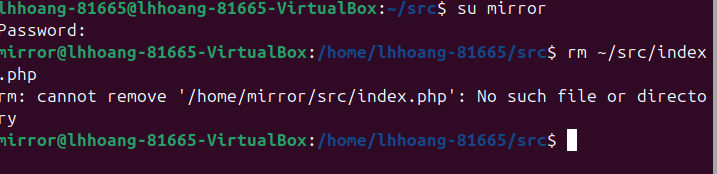 lhhoang-81665@lhhoang-81665-VirtualBox:~/src$ su mirror
Password:
mirror@lhhoang-81665-VirtualBox:/home/lhhoang-81665/src$ rm ~/src/index
.php
rm: cannot remove '/home/mirror/src/index.php': No such file or directo
ry
mirror@lhhoang-81665-VirtualBox:/home/lhhoang-81665/src$